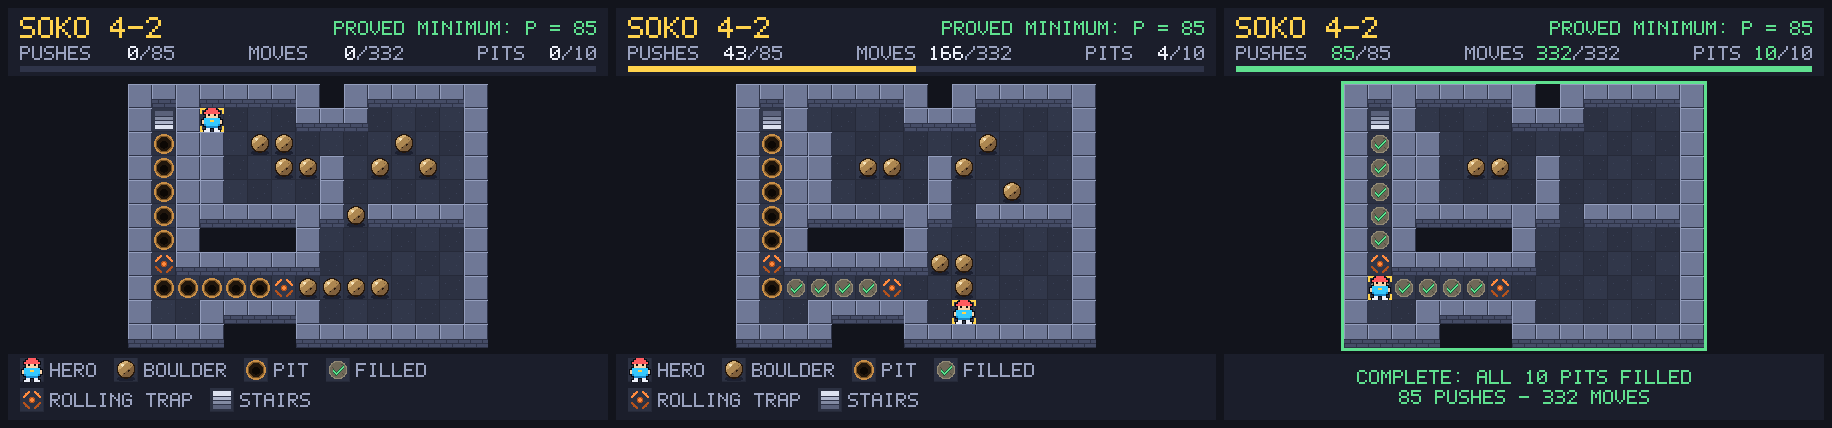 SOKO 4-2
PROVED MINIMUM: P = 85
PUSHES 0/85 MOVES 0/332 PITS 0/10
HERO BOULDER PIT FILLED
ROLLING TRAP STAIRS
SOKO 4-2
PROVED MINIMUM: P = 85
PUSHES 43/85 MOVES 166/332 PITS 4/10
HERO BOULDER PIT FILLED
ROLLING TRAP STAIRS
SOKO 4-2
PROVED MINIMUM: P = 85
PUSHES 85/85 MOVES 332/332 PITS 10/10
COMPLETE: ALL 10 PITS FILLED
85 PUSHES - 332 MOVES